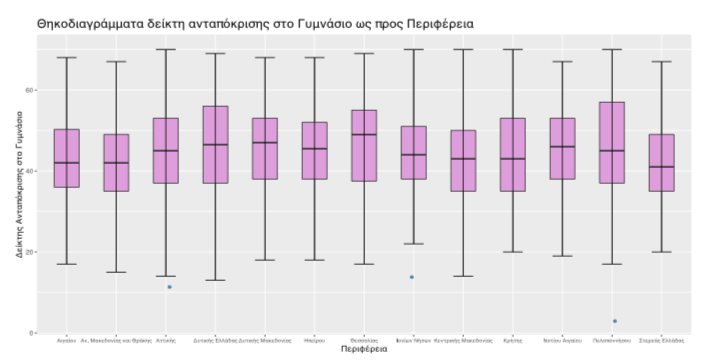 Θηκοδιαγράμματα δείκτη ανταπόκρισης στο Γυμνάσιο ως προς Περιφέρεια
Δείκτης Ανταπόκρισης στο Γυμνάσιο
60
40
20
0
Αιγαίου Αν. Μακεδονίας και Θράκης Αττικής Δυτικής Ελλάδας Δυτικής Μακεδονίας Ηπείρου Θεσσαλίας Ιονίων Νήσων Κεντρικής Μακεδονίας Κρήτης Νοτίου Αιγαίου Πελοποννήσου Στερεάς Ελλάδας
Περιφέρεια